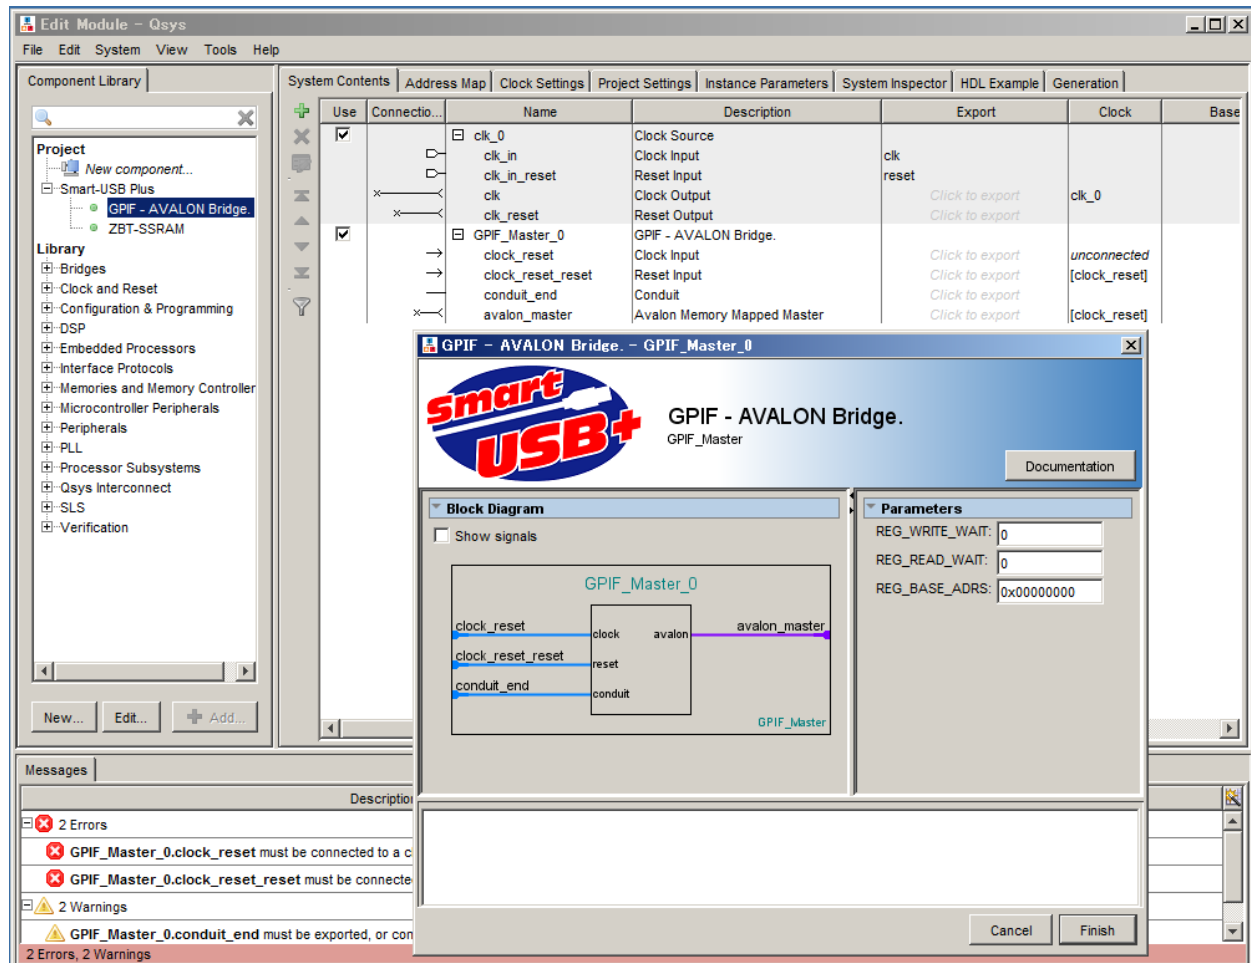 Edit Module - Qsys
File Edit System View Tools Help
Component Library
System Contents Address Map Clock Settings Project Settings Instance Parameters System Inspector HDL Example Generation
Use Connectio... Name Description Export Clock Base
Project
New component...
Smart-USB Plus
GPIF - AVALON Bridge.
ZBT-SSRAM
Library
Bridges
Clock and Reset
Configuration & Programming
DSP
Embedded Processors
Interface Protocols
Memories and Memory Controller
Microcontroller Peripherals
Peripherals
PLL
Processor Subsystems
Qsys Interconnect
SLS
Verification
New... Edit... Add...
clk_0 Clock Source
clk_in Clock Input clk
clk_in_reset Reset Input reset
clk Clock Output Click to export clk_0
clk_reset Reset Output Click to export
GPIF_Master_0 GPIF - AVALON Bridge.
clock_reset Clock Input Click to export unconnected
clock_reset_reset Reset Input Click to export [clock_reset]
conduit_end Conduit Click to export
avalon_master Avalon Memory Mapped Master Click to export [clock_reset]
GPIF - AVALON Bridge. - GPIF_Master_0
Smart
USB+
GPIF - AVALON Bridge.
GPIF_Master
Documentation
Block Diagram
Show signals
GPIF_Master_0
clock_reset clock avalon avalon_master
clock_reset_reset reset
conduit_end conduit
GPIF_Master
Parameters
REG_WRITE_WAIT: 0
REG_READ_WAIT: 0
REG_BASE_ADRS: 0x00000000
Cancel Finish
Messages
Description
2 Errors
GPIF_Master_0.clock_reset must be connected to a c
GPIF_Master_0.clock_reset_reset must be connecte
2 Warnings
GPIF_Master_0.conduit_end must be exported, or con
2 Errors, 2 Warnings